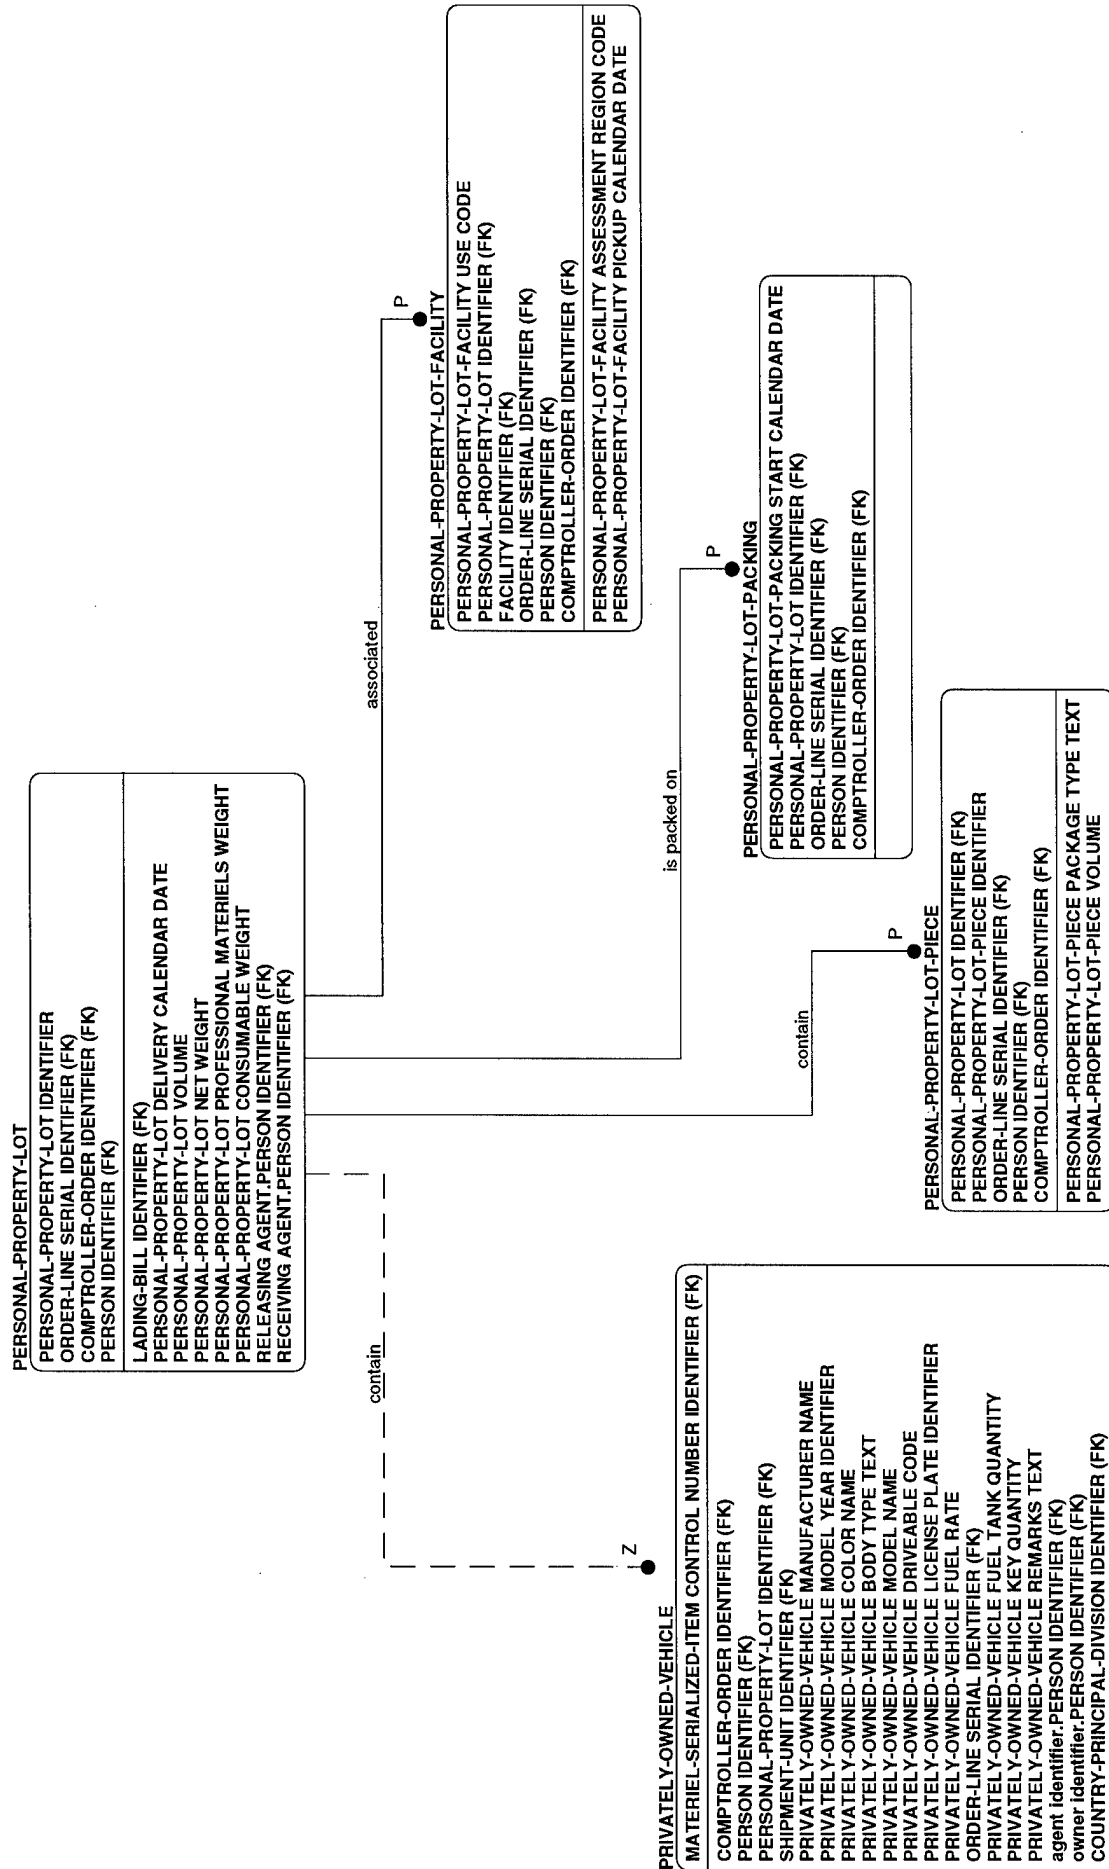 PERSONAL-PROPERTY-LOT
PERSONAL-PROPERTY-LOT IDENTIFIER
ORDER-LINE SERIAL IDENTIFIER (FK)
COMPTROLLER-ORDER IDENTIFIER (FK)
PERSON IDENTIFIER (FK)
LADING-BILL IDENTIFIER (FK)
PERSONAL-PROPERTY-LOT DELIVERY CALENDAR DATE
PERSONAL-PROPERTY-LOT VOLUME
PERSONAL-PROPERTY-LOT NET WEIGHT
PERSONAL-PROPERTY-LOT PROFESSIONAL MATERIELS WEIGHT
PERSONAL-PROPERTY-LOT CONSUMABLE WEIGHT
RELEASING AGENT.PERSON IDENTIFIER (FK)
RECEIVING AGENT.PERSON IDENTIFIER (FK)
contain
associated
is packed on
contain
Z
P
P
P
PERSONAL-PROPERTY-LOT-FACILITY
PERSONAL-PROPERTY-LOT-FACILITY USE CODE
PERSONAL-PROPERTY-LOT IDENTIFIER (FK)
FACILITY IDENTIFIER (FK)
ORDER-LINE SERIAL IDENTIFIER (FK)
PERSON IDENTIFIER (FK)
COMPTROLLER-ORDER IDENTIFIER (FK)
PERSONAL-PROPERTY-LOT-FACILITY ASSESSMENT REGION CODE
PERSONAL-PROPERTY-LOT-FACILITY PICKUP CALENDAR DATE
PERSONAL-PROPERTY-LOT-PACKING
PERSONAL-PROPERTY-LOT-PACKING START CALENDAR DATE
PERSONAL-PROPERTY-LOT IDENTIFIER (FK)
ORDER-LINE SERIAL IDENTIFIER (FK)
PERSON IDENTIFIER (FK)
COMPTROLLER-ORDER IDENTIFIER (FK)
PERSONAL-PROPERTY-LOT-PIECE
PERSONAL-PROPERTY-LOT IDENTIFIER (FK)
PERSONAL-PROPERTY-LOT-PIECE IDENTIFIER
ORDER-LINE SERIAL IDENTIFIER (FK)
PERSON IDENTIFIER (FK)
COMPTROLLER-ORDER IDENTIFIER (FK)
PERSONAL-PROPERTY-LOT-PIECE PACKAGE TYPE TEXT
PERSONAL-PROPERTY-LOT-PIECE VOLUME
PRIVATELY-OWNED-VEHICLE
MATERIEL-SERIALIZED-ITEM CONTROL NUMBER IDENTIFIER (FK)
COMPTROLLER-ORDER IDENTIFIER (FK)
PERSON IDENTIFIER (FK)
PERSONAL-PROPERTY-LOT IDENTIFIER (FK)
SHIPMENT-UNIT IDENTIFIER (FK)
PRIVATELY-OWNED-VEHICLE MANUFACTURER NAME
PRIVATELY-OWNED-VEHICLE MODEL YEAR IDENTIFIER
PRIVATELY-OWNED-VEHICLE COLOR NAME
PRIVATELY-OWNED-VEHICLE BODY TYPE TEXT
PRIVATELY-OWNED-VEHICLE MODEL NAME
PRIVATELY-OWNED-VEHICLE DRIVEABLE CODE
PRIVATELY-OWNED-VEHICLE LICENSE PLATE IDENTIFIER
PRIVATELY-OWNED-VEHICLE FUEL RATE
ORDER-LINE SERIAL IDENTIFIER (FK)
PRIVATELY-OWNED-VEHICLE FUEL TANK QUANTITY
PRIVATELY-OWNED-VEHICLE KEY QUANTITY
PRIVATELY-OWNED-VEHICLE REMARKS TEXT
agent identifier.PERSON IDENTIFIER (FK)
owner identifier.PERSON IDENTIFIER (FK)
COUNTRY-PRINCIPAL-DIVISION IDENTIFIER (FK)